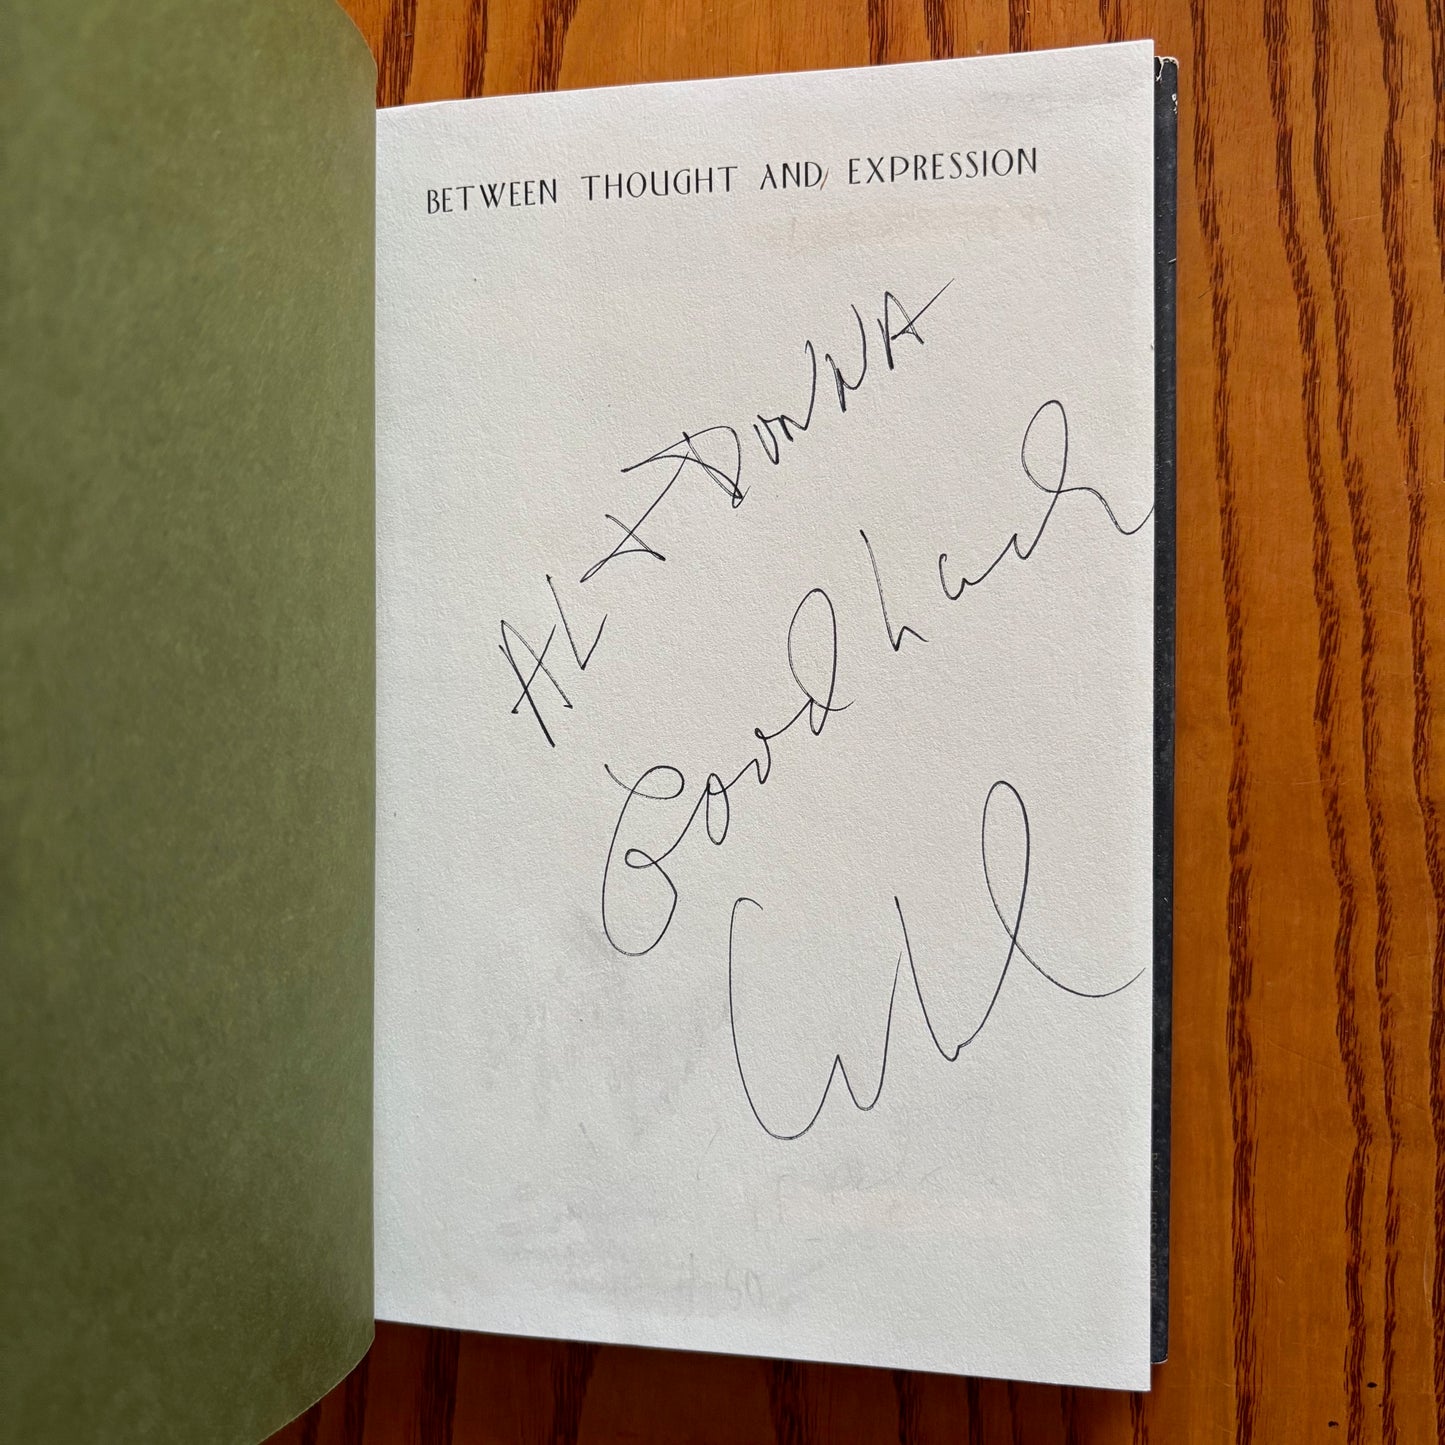 BETWEEN THOUGHT AND EXPRESSION
AL + DONNA
Good Luck